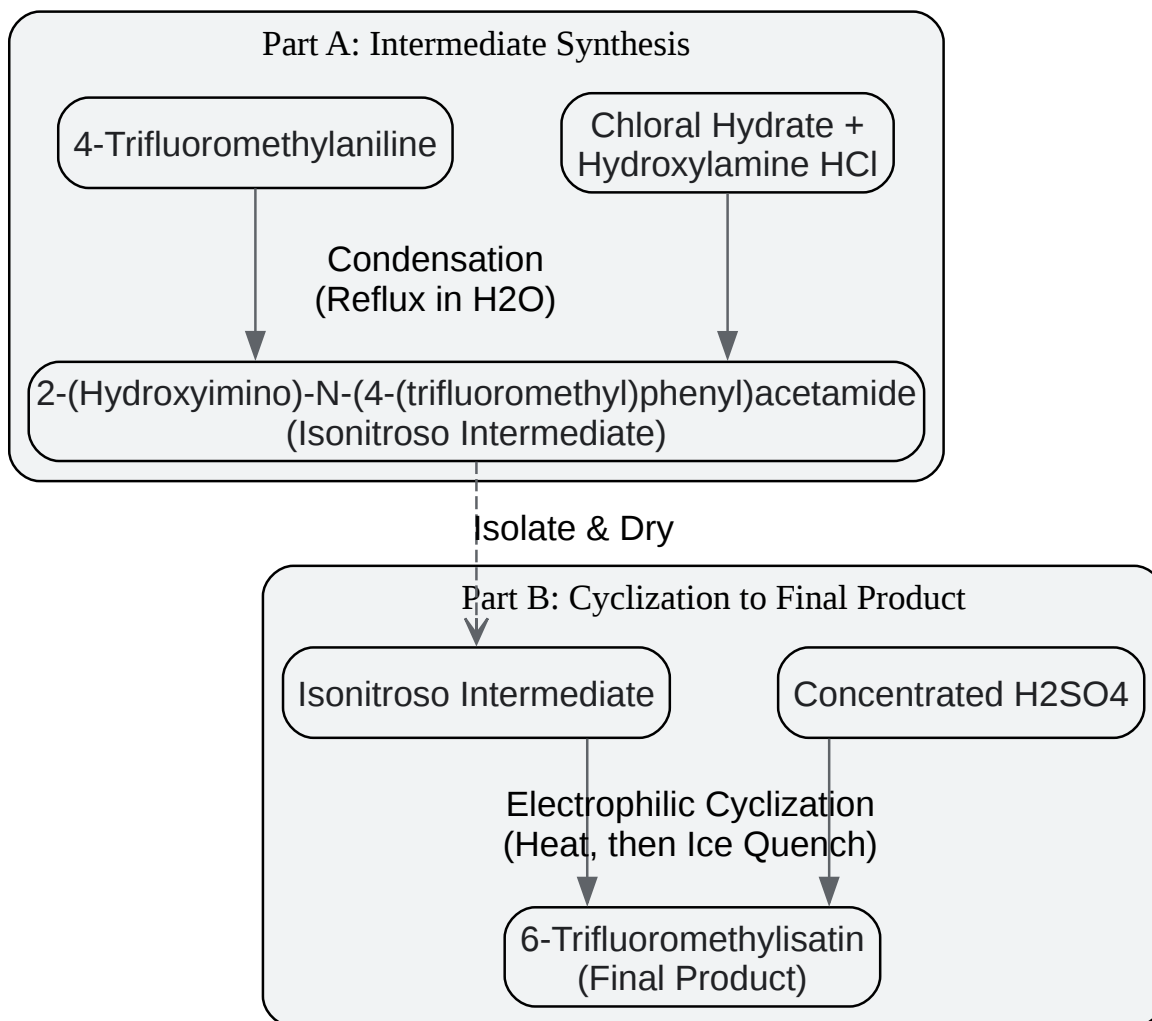 Part A: Intermediate Synthesis
4-Trifluoromethylaniline
Chloral Hydrate +
Hydroxylamine HCl
Condensation
(Reflux in H2O)
2-(Hydroxyimino)-N-(4-(trifluoromethyl)phenyl)acetamide
(Isonitroso Intermediate)
Isolate & Dry
Part B: Cyclization to Final Product
Isonitroso Intermediate
Concentrated H2SO4
Electrophilic Cyclization
(Heat, then Ice Quench)
6-Trifluoromethylisatin
(Final Product)